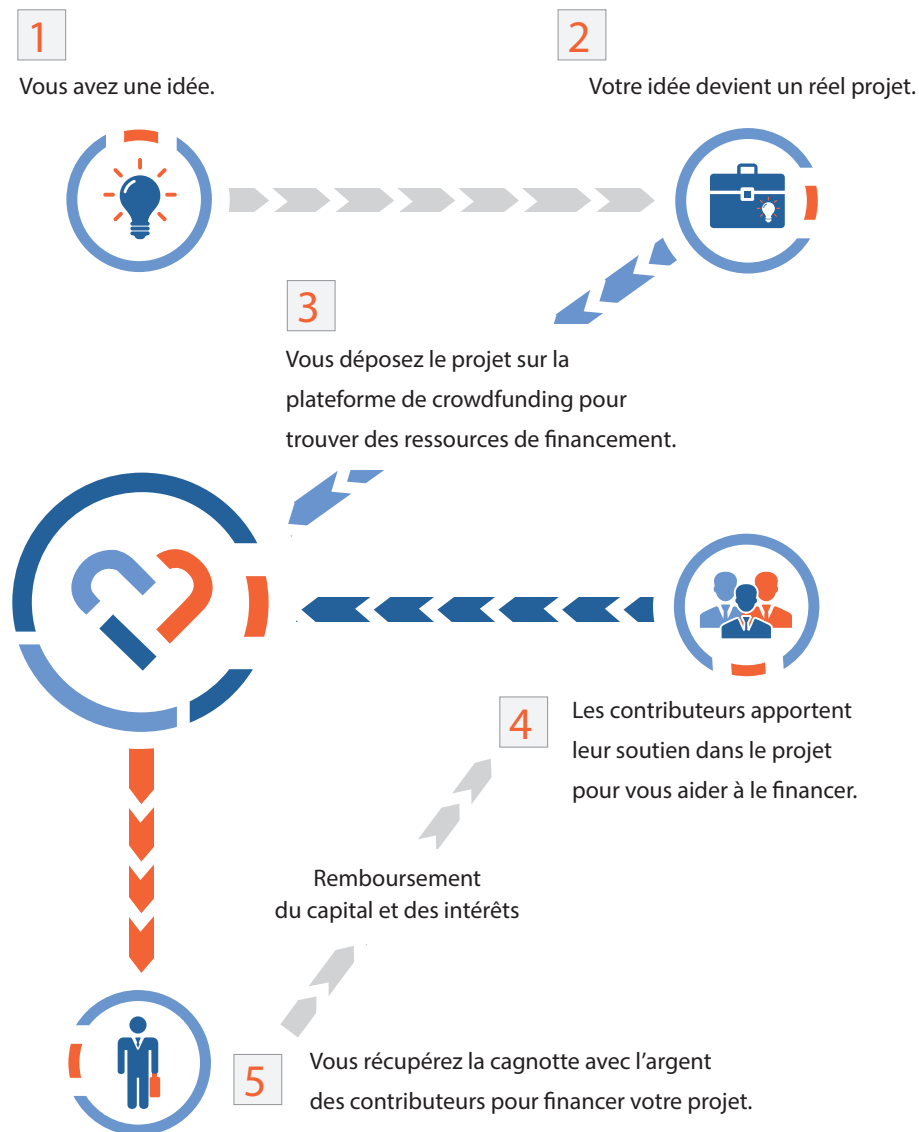 1
Vous avez une idée.
2
Votre idée devient un réel projet.
3
Vous déposez le projet sur la
plateforme de crowdfunding pour
trouver des ressources de financement.
4
Les contributeurs apportent
leur soutien dans le projet
pour vous aider à le financer.
Remboursement
du capital et des intérêts
5
Vous récupérez la cagnotte avec l’argent
des contributeurs pour financer votre projet.